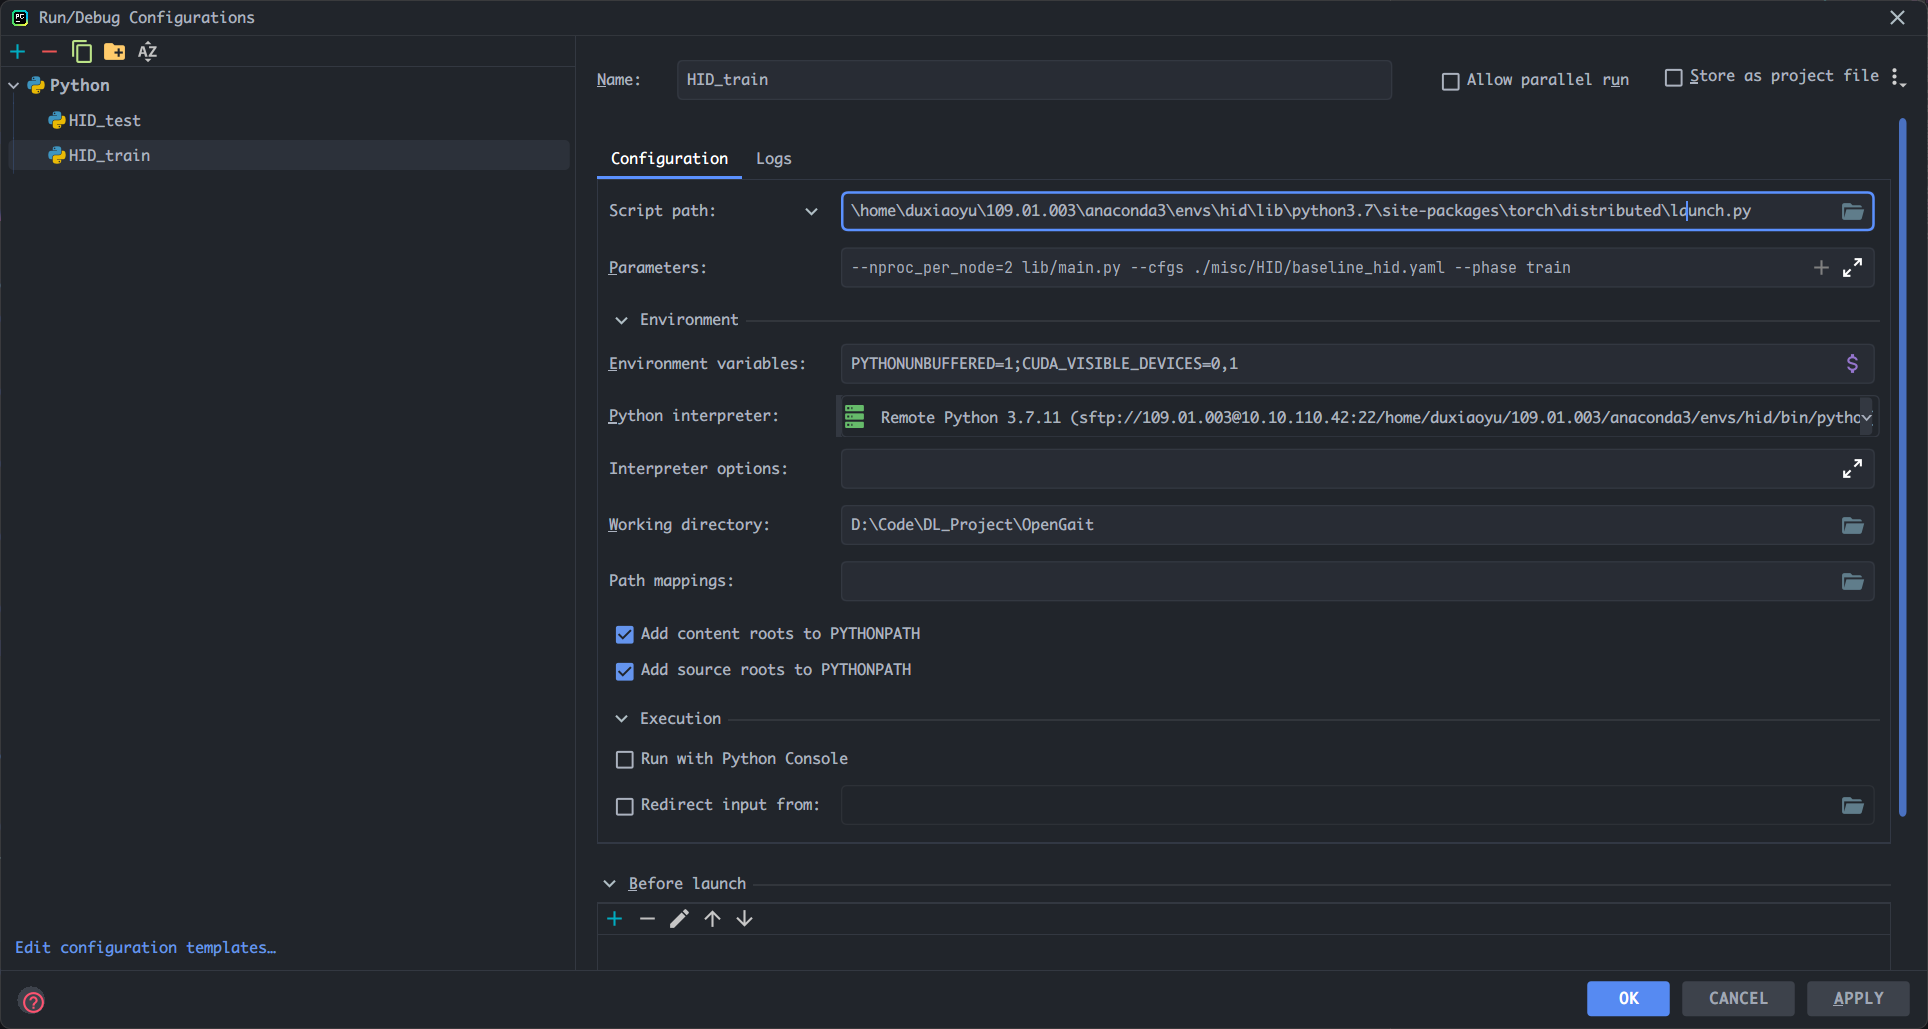 Run/Debug Configurations
Python
HID_test
HID_train
Edit configuration templates…
Name:
HID_train
Allow parallel run
Store as project file
Configuration
Logs
Script path:
\home\duxiaoyu\109.01.003\anaconda3\envs\hid\lib\python3.7\site-packages\torch\distributed\launch.py
Parameters:
--nproc_per_node=2 lib/main.py --cfgs ./misc/HID/baseline_hid.yaml --phase train
Environment
Environment variables:
PYTHONUNBUFFERED=1;CUDA_VISIBLE_DEVICES=0,1
Python interpreter:
Remote Python 3.7.11 (sftp://109.01.003@10.10.110.42:22/home/duxiaoyu/109.01.003/anaconda3/envs/hid/bin/pytho
Interpreter options:
Working directory:
D:\Code\DL_Project\OpenGait
Path mappings:
Add content roots to PYTHONPATH
Add source roots to PYTHONPATH
Execution
Run with Python Console
Redirect input from:
Before launch
OK
CANCEL
APPLY